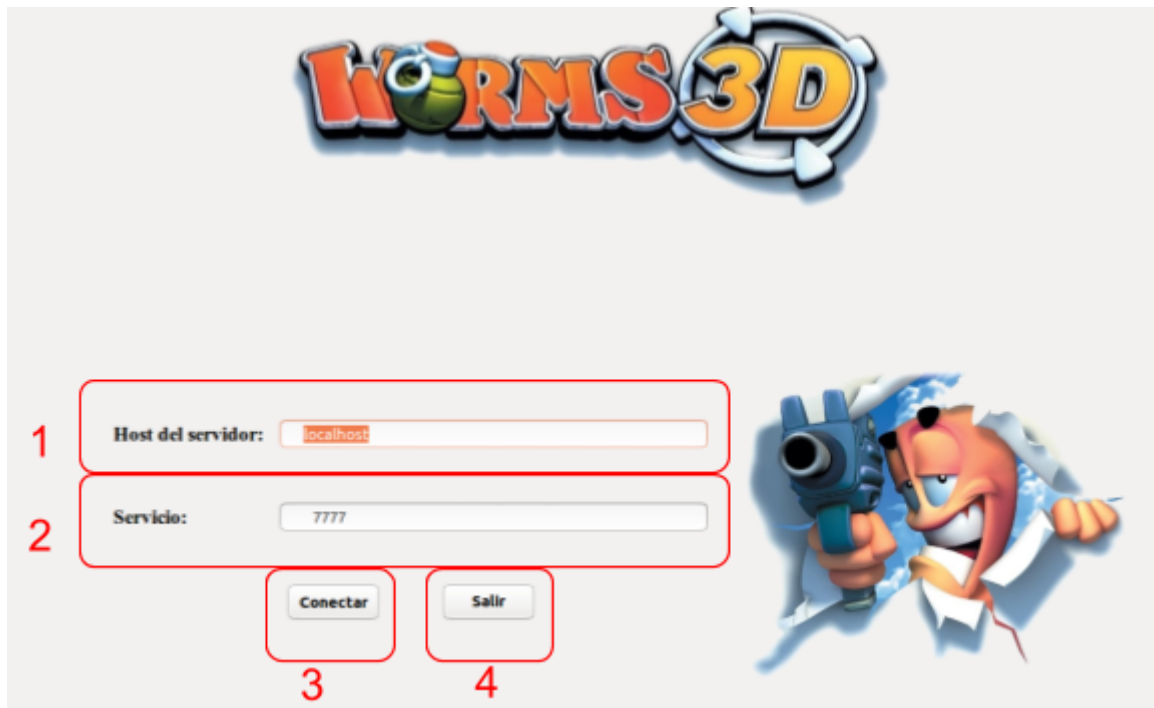 WORMS 3D
1
Host del servidor: localhost
2
Servicio: 7777
Conectar Salir
3 4